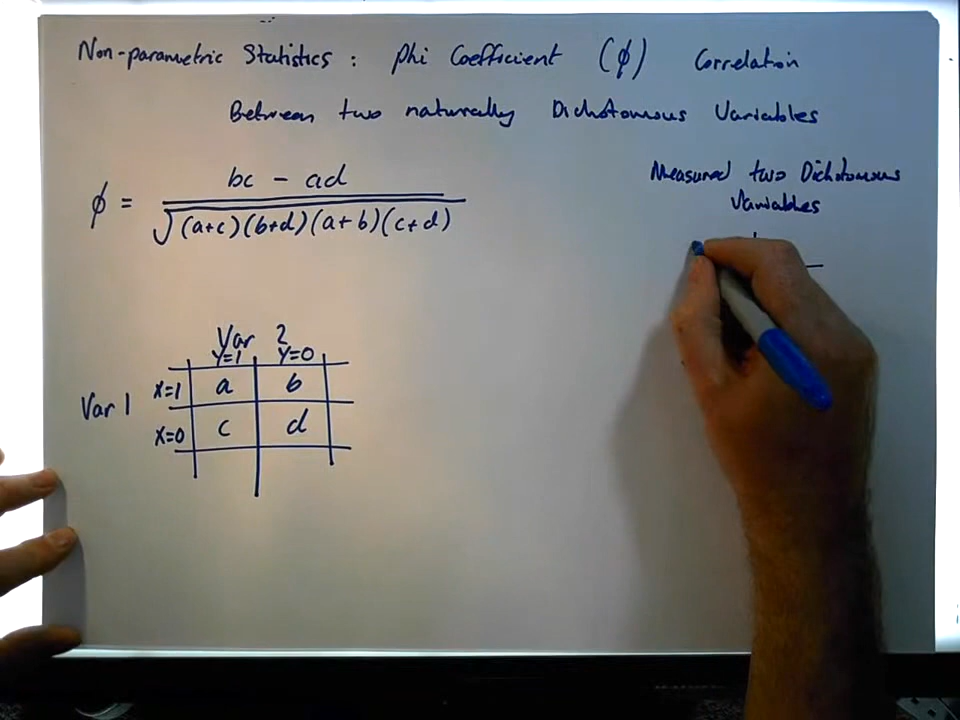 Non-parametric Statistics : Phi Coefficient (ϕ) Correlation
Between two naturally Dichotomous Variables
Measured two Dichotomous
Variables
ϕ = bc - ad
√(a+c)(b+d)(a+b)(c+d)
Var 2
Y=1 Y=0
X=1 a b
Var 1
X=0 c d